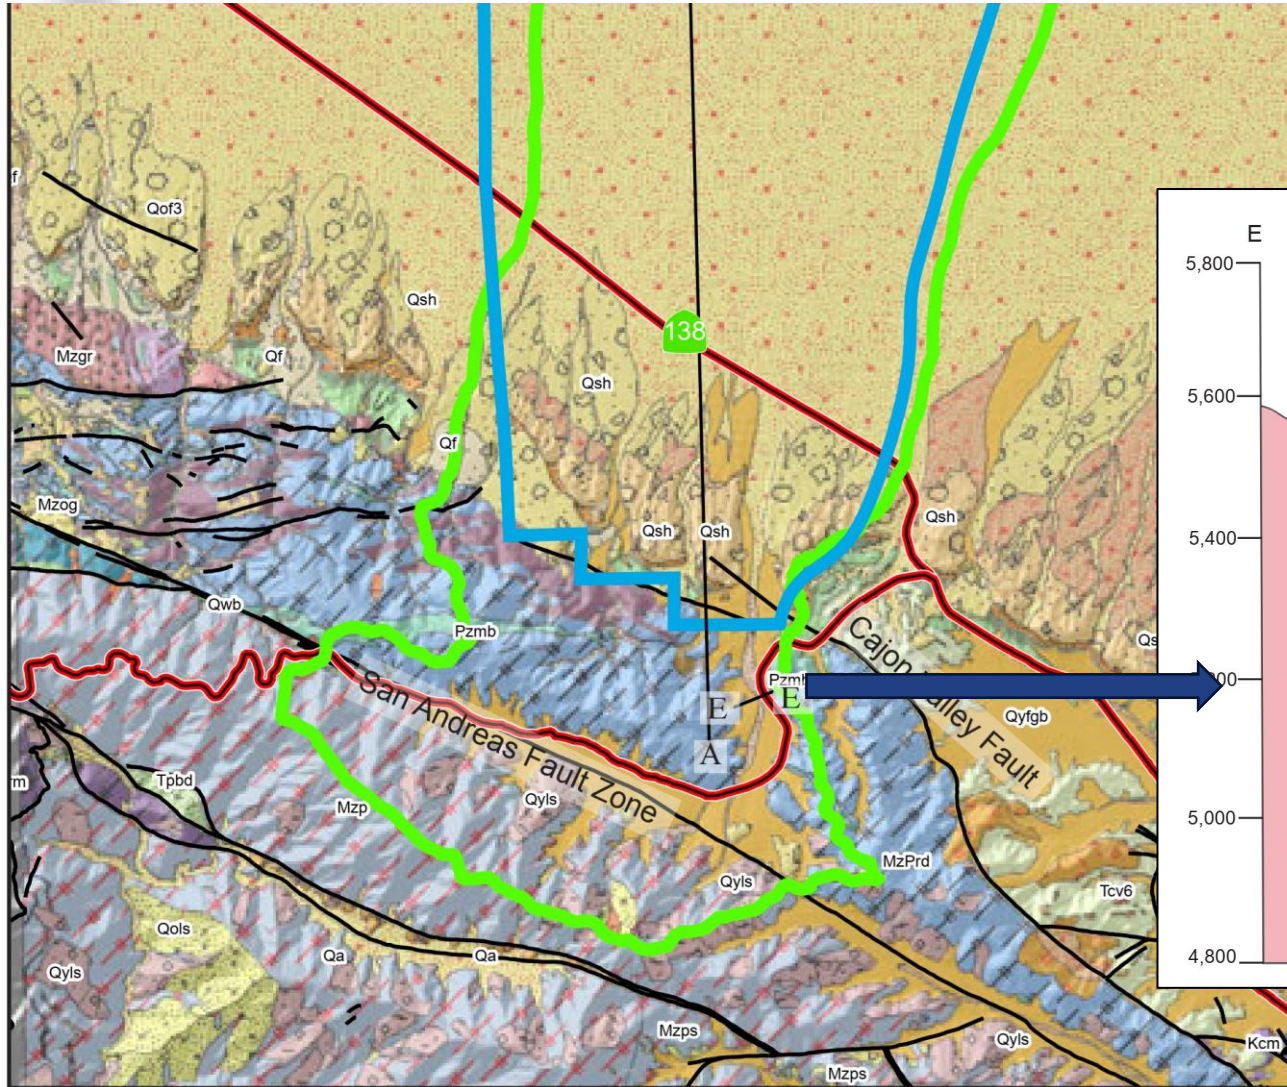 f
Qof3
Qsh
Mzgr
Qf
138
Qsh
Qf
Mzog
Qsh
Qsh
Qsh
Qwb
Pzmb
Cajon Valley Fault
San Andreas Fault Zone
E
E
A
Qyfgb
m
Tpbd
Mzp
Qyls
MzPrd
Qyls
Tcv6
Qols
Qa
Qa
Qyls
Mzps
Qyls
Kcm
Mzps
E
5,800
5,600
5,400
5,000
4,800